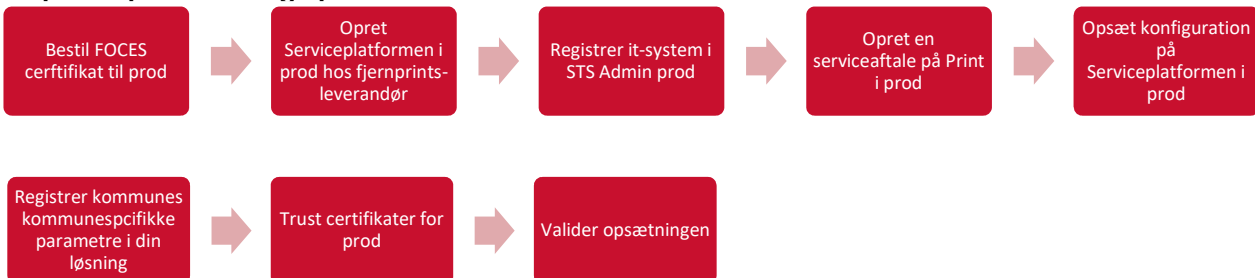 Bestil FOCES
cerftifikat til prod
Opret
Serviceplatformen i
prod hos fjernprints-
leverandør
Registrer it-system i
STS Admin prod
Opret en
serviceaftale på Print
i prod
Opsæt konfiguration
på
Serviceplatformen i
prod
Registrer kommunes
kommunespcifikke
parametre i din
løsning
Trust certifikater for
prod
Valider opsætningen